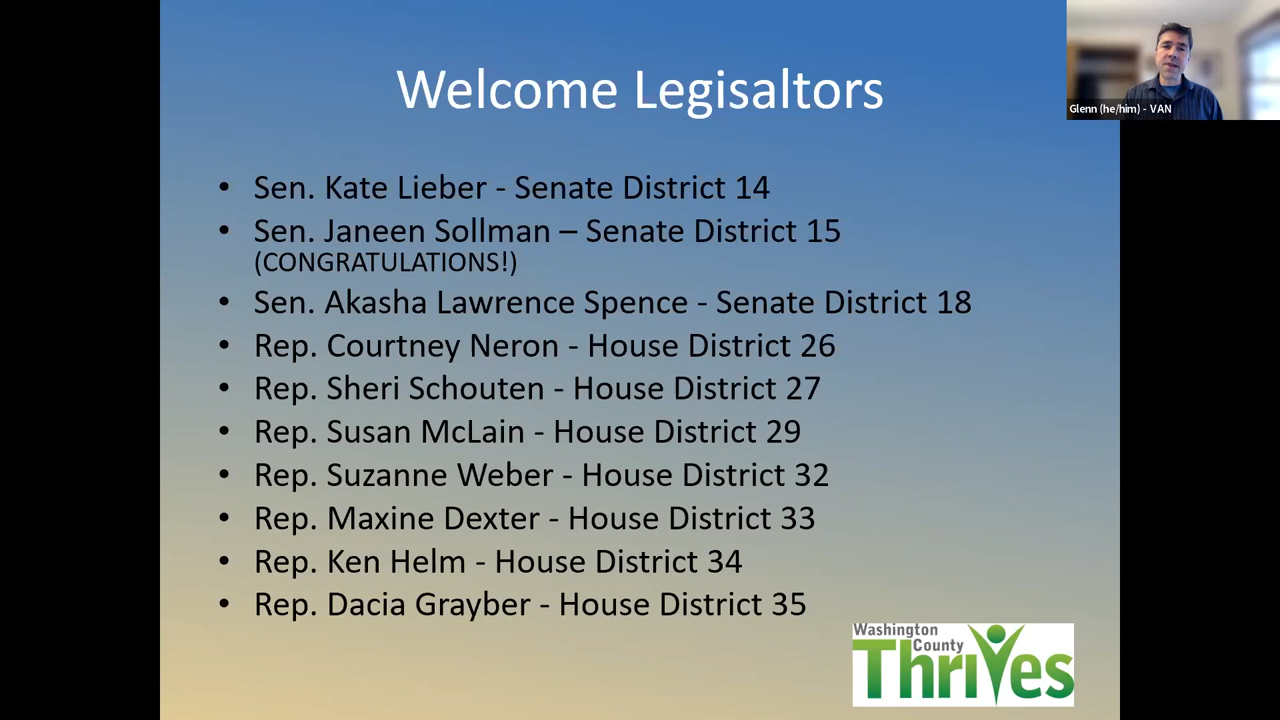 Welcome Legisaltors
Glenn (he/him) - VAN
• Sen. Kate Lieber - Senate District 14
• Sen. Janeen Sollman – Senate District 15
(CONGRATULATIONS!)
• Sen. Akasha Lawrence Spence - Senate District 18
• Rep. Courtney Neron - House District 26
• Rep. Sheri Schouten - House District 27
• Rep. Susan McLain - House District 29
• Rep. Suzanne Weber - House District 32
• Rep. Maxine Dexter - House District 33
• Rep. Ken Helm - House District 34
• Rep. Dacia Grayber - House District 35
Washington
County
Thrives